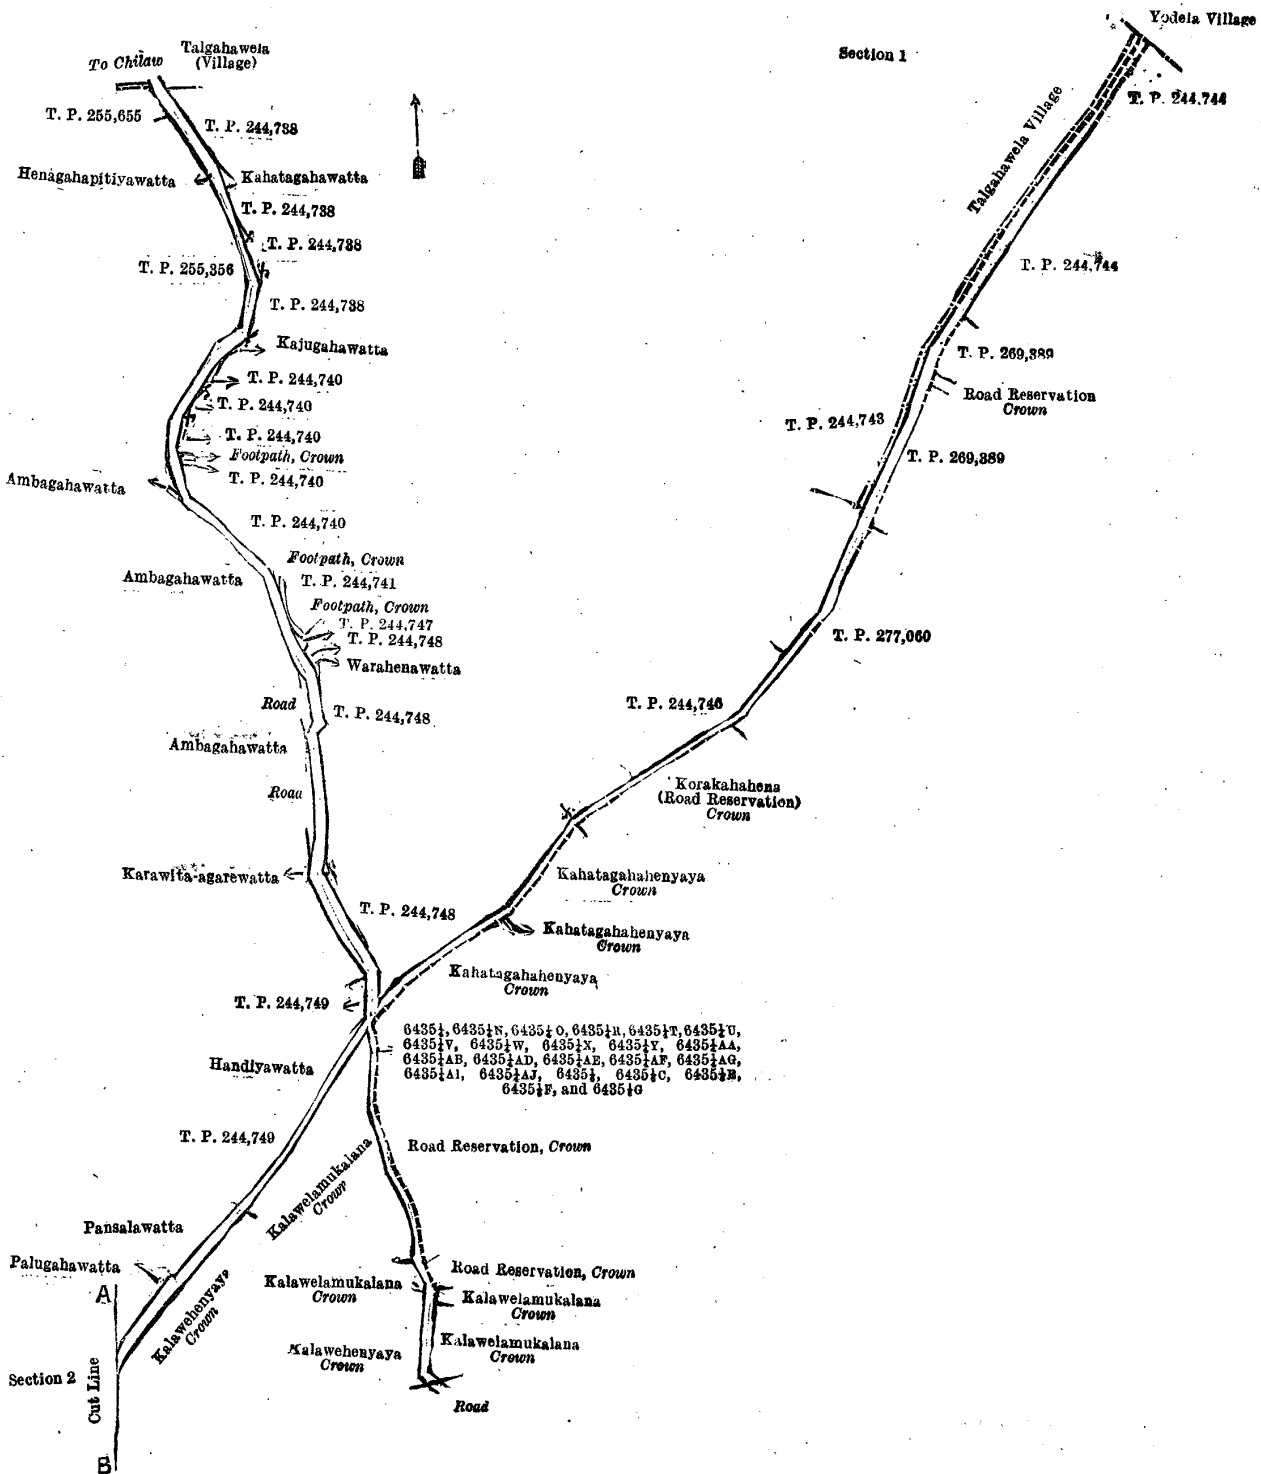 Yodela Village
Section 1
To Chilaw
Talgahawela
(Village)
T. P. 255,655
T. P. 244,738
T. P. 244,744
Talgahawela Village
Henagahapitiyawatta
Kahatagahawatta
T. P. 244,738
T. P. 244,738
T. P. 255,356
T. P. 244,744
T. P. 244,738
Kajugahawatta
T. P. 269,389
T. P. 244,740
Road Reservation
Crown
T. P. 244,740
T. P. 244,743
T. P. 244,740
Footpath, Crown
T. P. 269,389
T. P. 244,740
Ambagahawatta
T. P. 244,740
Footpath, Crown
Ambagahawatta
T. P. 244,741
Footpath, Crown
T. P. 244,747
T. P. 244,748
T. P. 277,060
Warahenawatta
Road
T. P. 244,746
T. P. 244,748
Ambagahawatta
Road
Korakahahena
(Road Reservation)
Crown
Karawita-agarewatta
Kahatagahahenyaya
Crown
T. P. 244,748
Kahatagahahenyaya
Crown
Kahatagahahenyaya
Crown
T. P. 244,749
Handiyawatta
T. P. 244,749
Road Reservation, Crown
Kalawelamukalana
Crown
Pansalawatta
Palugahawatta
Road Reservation, Crown
Kalawelamukalana
Crown
Kalawelamukalana
Crown
A
Kalawehenyaya
Crown
Kalawehenyaya
Crown
Kalawelamukalana
Crown
Section 2
Cut Line
Road
B